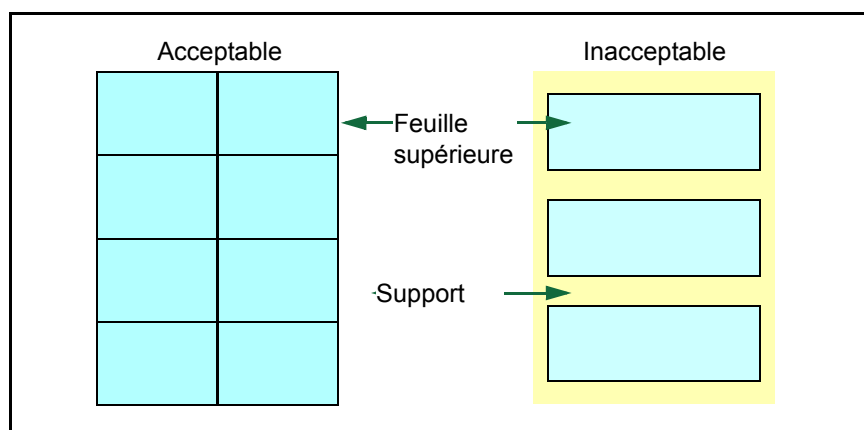 Acceptable
Inacceptable
Feuille
supérieure
Support